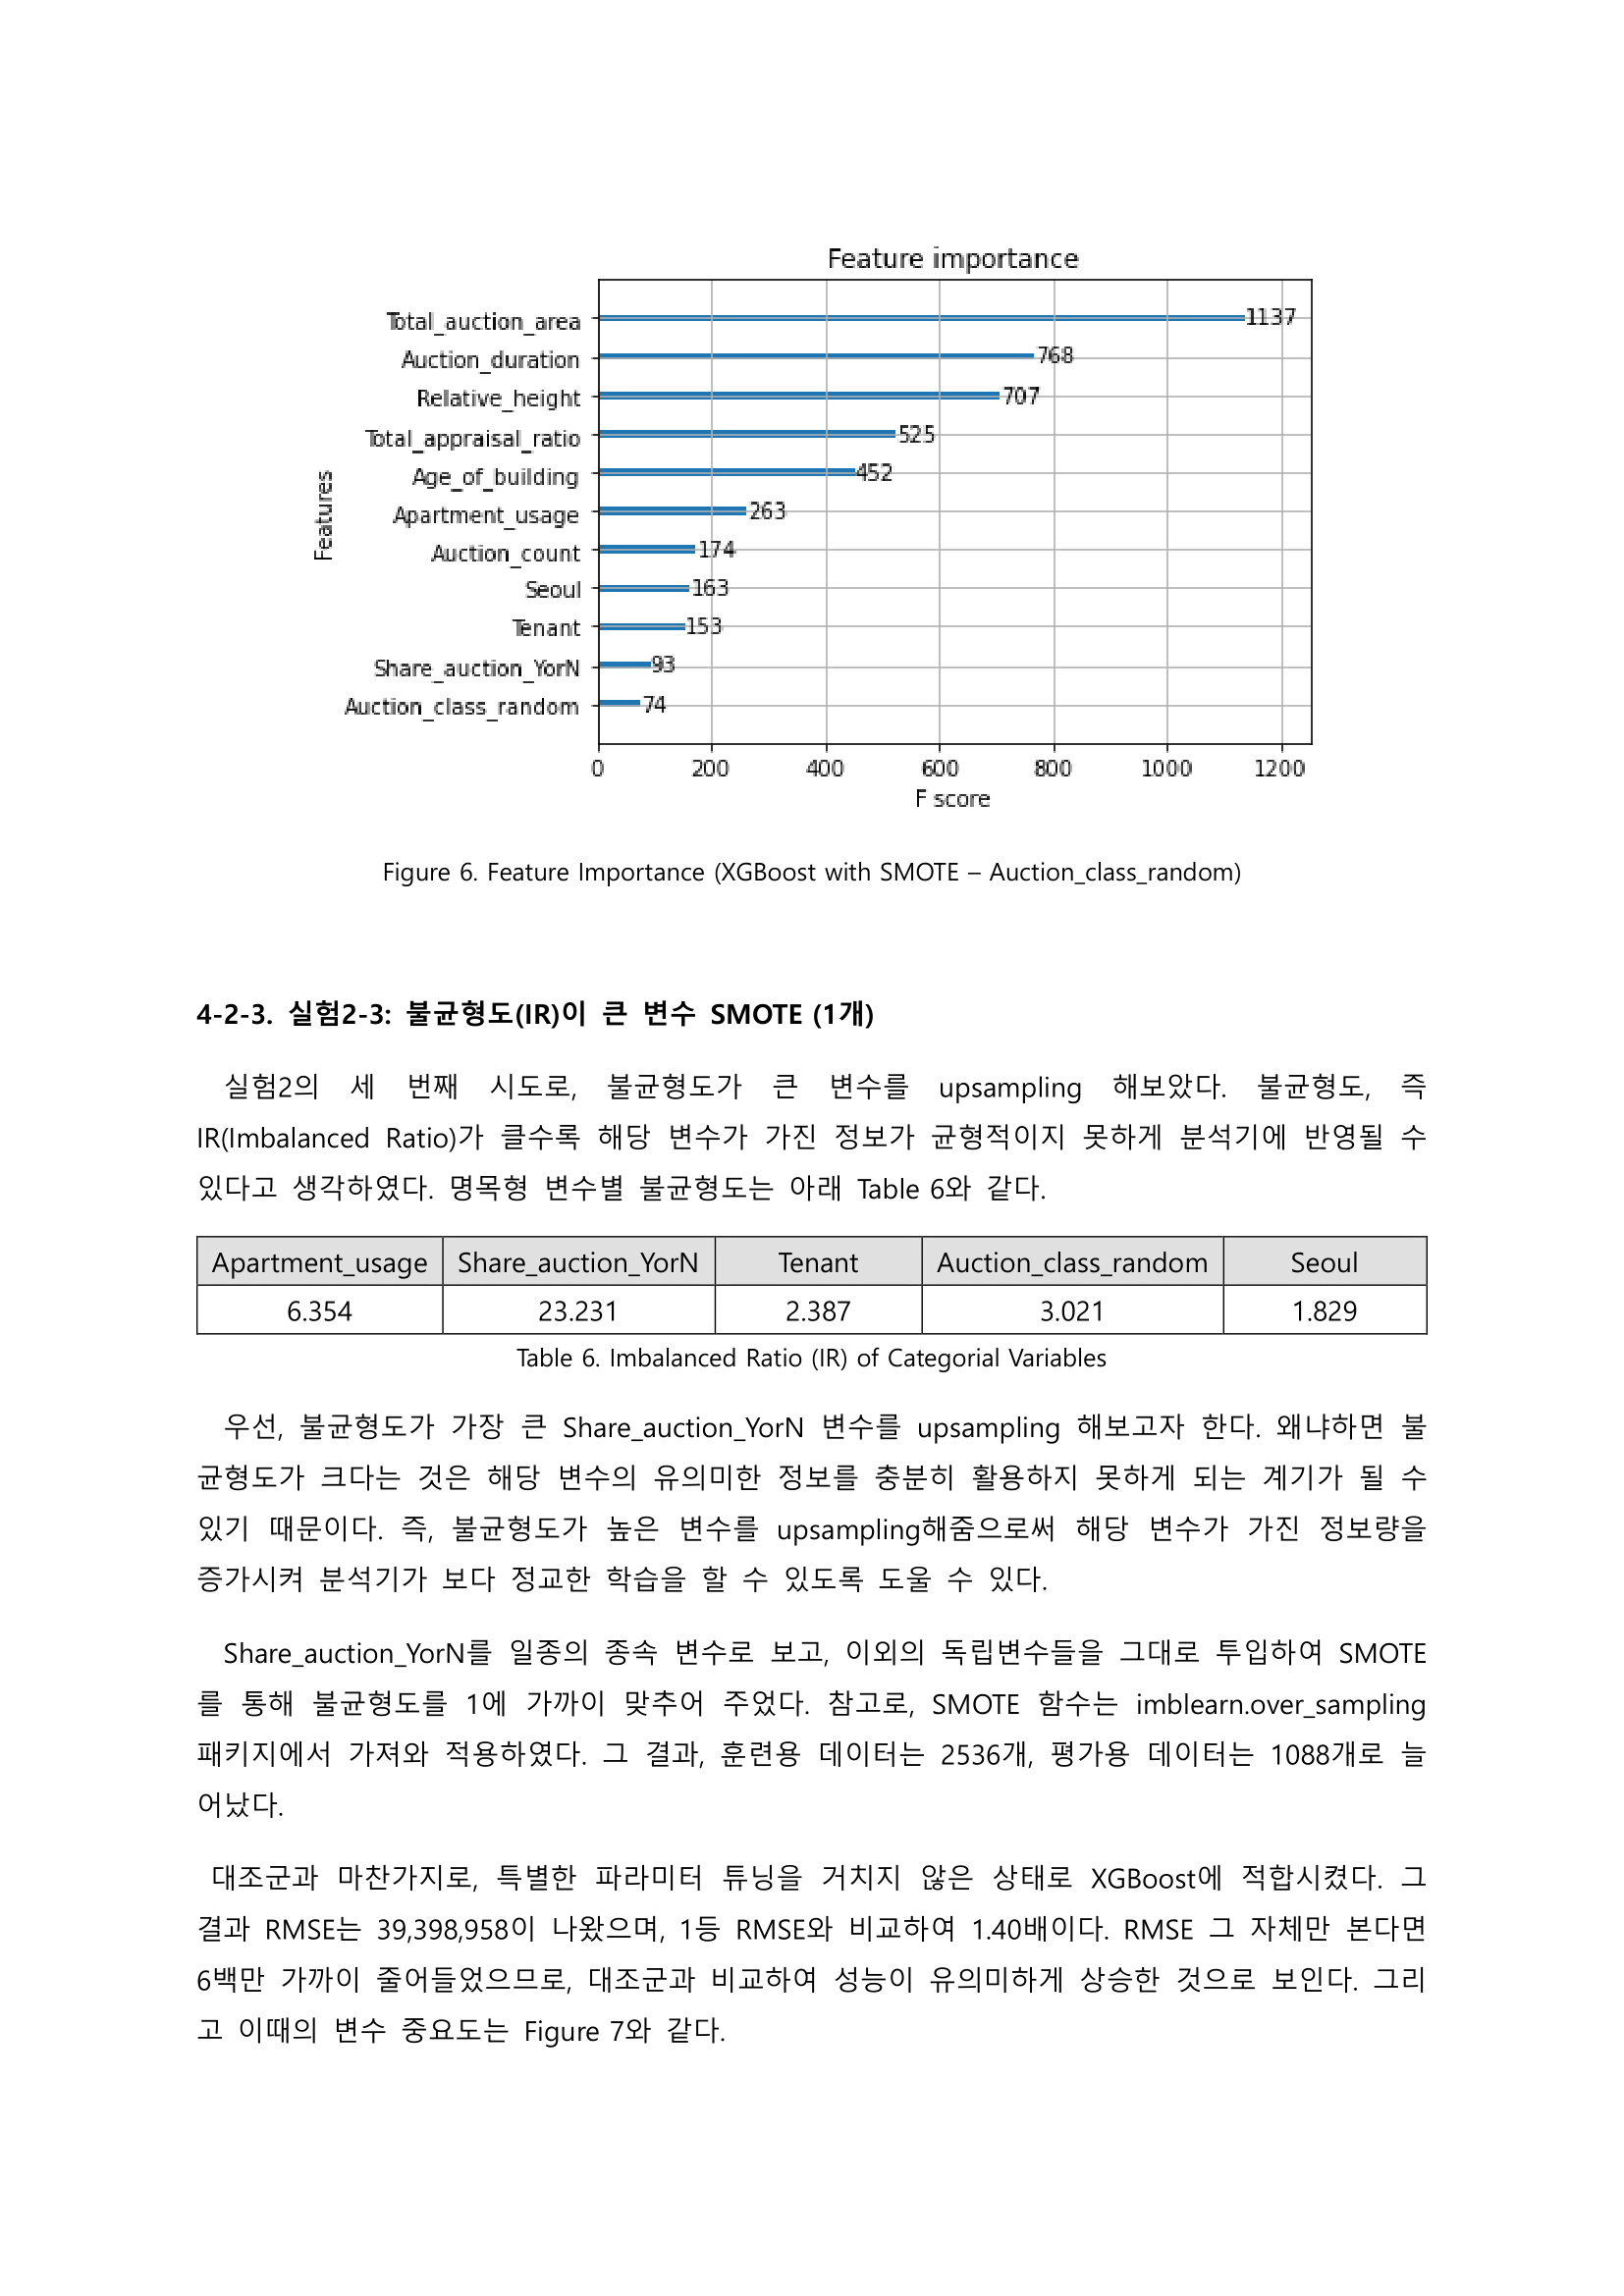 Feature importance
Total_auction_area 1137
Auction_duration 768
Relative_height 707
Total_appraisal_ratio 525
Age_of_building 452
Apartment_usage 263
Auction_count 174
Seoul 163
Tenant 153
Share_auction_YorN 93
Auction_class_random 74
Features
0 200 400 600 800 1000 1200
F score
Figure 6. Feature Importance (XGBoost with SMOTE – Auction_class_random)
4-2-3. 실험2-3: 불균형도(IR)이 큰 변수 SMOTE (1개)
실험2의 세 번째 시도로, 불균형도가 큰 변수를 upsampling 해보았다. 불균형도, 즉
IR(Imbalanced Ratio)가 클수록 해당 변수가 가진 정보가 균형적이지 못하게 분석기에 반영될 수
있다고 생각하였다. 명목형 변수별 불균형도는 아래 Table 6와 같다.
Apartment_usage Share_auction_YorN Tenant Auction_class_random Seoul
6.354 23.231 2.387 3.021 1.829
Table 6. Imbalanced Ratio (IR) of Categorial Variables
우선, 불균형도가 가장 큰 Share_auction_YorN 변수를 upsampling 해보고자 한다. 왜냐하면 불
균형도가 크다는 것은 해당 변수의 유의미한 정보를 충분히 활용하지 못하게 되는 계기가 될 수
있기 때문이다. 즉, 불균형도가 높은 변수를 upsampling해줌으로써 해당 변수가 가진 정보량을
증가시켜 분석기가 보다 정교한 학습을 할 수 있도록 도울 수 있다.
Share_auction_YorN를 일종의 종속 변수로 보고, 이외의 독립변수들을 그대로 투입하여 SMOTE
를 통해 불균형도를 1에 가까이 맞추어 주었다. 참고로, SMOTE 함수는 imblearn.over_sampling
패키지에서 가져와 적용하였다. 그 결과, 훈련용 데이터는 2536개, 평가용 데이터는 1088개로 늘
어났다.
대조군과 마찬가지로, 특별한 파라미터 튜닝을 거치지 않은 상태로 XGBoost에 적합시켰다. 그
결과 RMSE는 39,398,958이 나왔으며, 1등 RMSE와 비교하여 1.40배이다. RMSE 그 자체만 본다면
6백만 가까이 줄어들었으므로, 대조군과 비교하여 성능이 유의미하게 상승한 것으로 보인다. 그리
고 이때의 변수 중요도는 Figure 7와 같다.